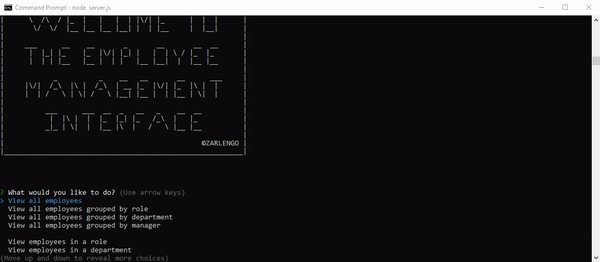 Command Prompt - node server.js
WELCOME TO
THE EMPLOYEE
MANAGEMENT
INTERFACE
©ZARLENGO
? What would you like to do? (Use arrow keys)
> View all employees
View all employees grouped by role
View all employees grouped by department
View all employees grouped by manager
View employees in a role
View employees in a department
(Move up and down to reveal more choices)